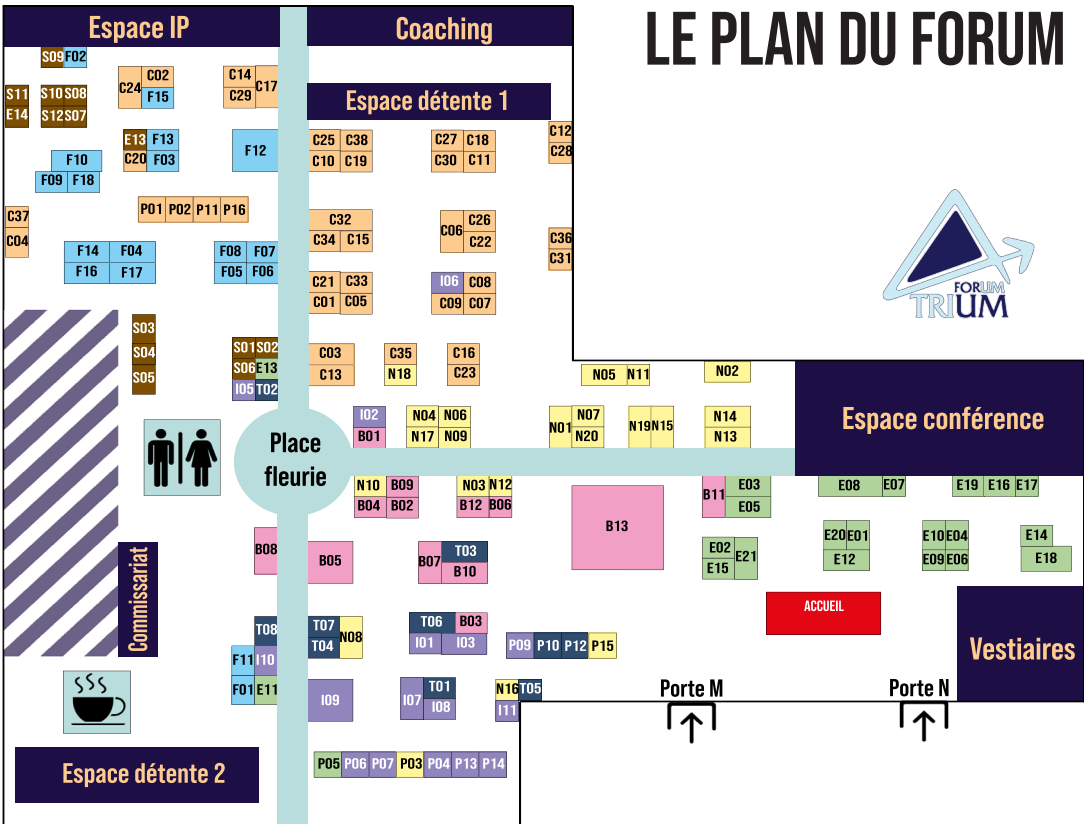 LE PLAN DU FORUM
Espace IP
Coaching
S09 F02
C24 C02
F15
C14 C17
C29
S11 S10 S08
E14 S12 S07
Espace détente 1
E13 F13
C20 F03
F12
C25 C38
C10 C19
C27 C18
C30 C11
C12
C28
F10
F09 F18
P01 P02 P11 P16
C37
C04
C32
C34 C15
C06 C26
C22
C36
C31
F14 F04
F16 F17
F08 F07
F05 F06
C21 C33
C01 C05
I06 C08
C09 C07
FORUM
TRIUM
S03
S04
S05
S01 S02
S06 E13
I05 T02
C03
C13
C35
N18
C16
C23
N05 N11
N02
Espace conférence
I02
B01
N04 N06
N17 N09
N01 N07
N20
N19 N15
N14
N13
Place
fleurie
N10 B09
B04 B02
N03 N12
B12 B06
B13
B11 E03
E05
E08 E07
E19 E16 E17
E20 E01
E12
E10 E04
E09 E06
E14
E18
B08
B05
B07 T03
B10
E02 E21
E15
Commissariat
ACCUEIL
T08
F11 I10
F01 E11
T07 N08
T04
T06 B03
I01 I03
P09 P10 P12 P15
Vestiaires
I09
I07 T01
I08
N16 T05
I11
Porte M
Porte N
P05 P06 P07 P03 P04 P13 P14
Espace détente 2